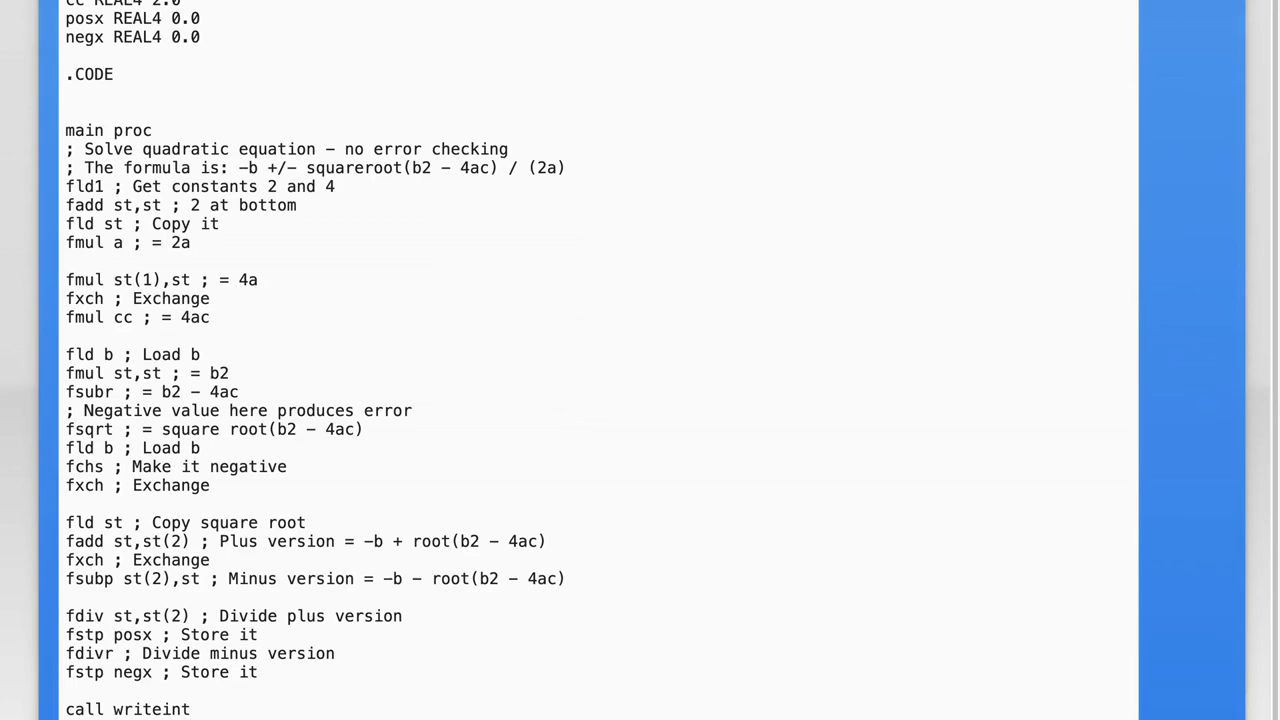 cc REAL4 2.0
posx REAL4 0.0
negx REAL4 0.0
.CODE
main proc
; Solve quadratic equation – no error checking
; The formula is: –b +/– squareroot(b2 – 4ac) / (2a)
fld1 ; Get constants 2 and 4
fadd st,st ; 2 at bottom
fld st ; Copy it
fmul a ; = 2a
fmul st(1),st ; = 4a
fxch ; Exchange
fmul cc ; = 4ac
fld b ; Load b
fmul st,st ; = b2
fsubr ; = b2 – 4ac
; Negative value here produces error
fsqrt ; = square root(b2 – 4ac)
fld b ; Load b
fchs ; Make it negative
fxch ; Exchange
fld st ; Copy square root
fadd st,st(2) ; Plus version = –b + root(b2 – 4ac)
fxch ; Exchange
fsubp st(2),st ; Minus version = –b – root(b2 – 4ac)
fdiv st,st(2) ; Divide plus version
fstp posx ; Store it
fdivr ; Divide minus version
fstp negx ; Store it
call writeint